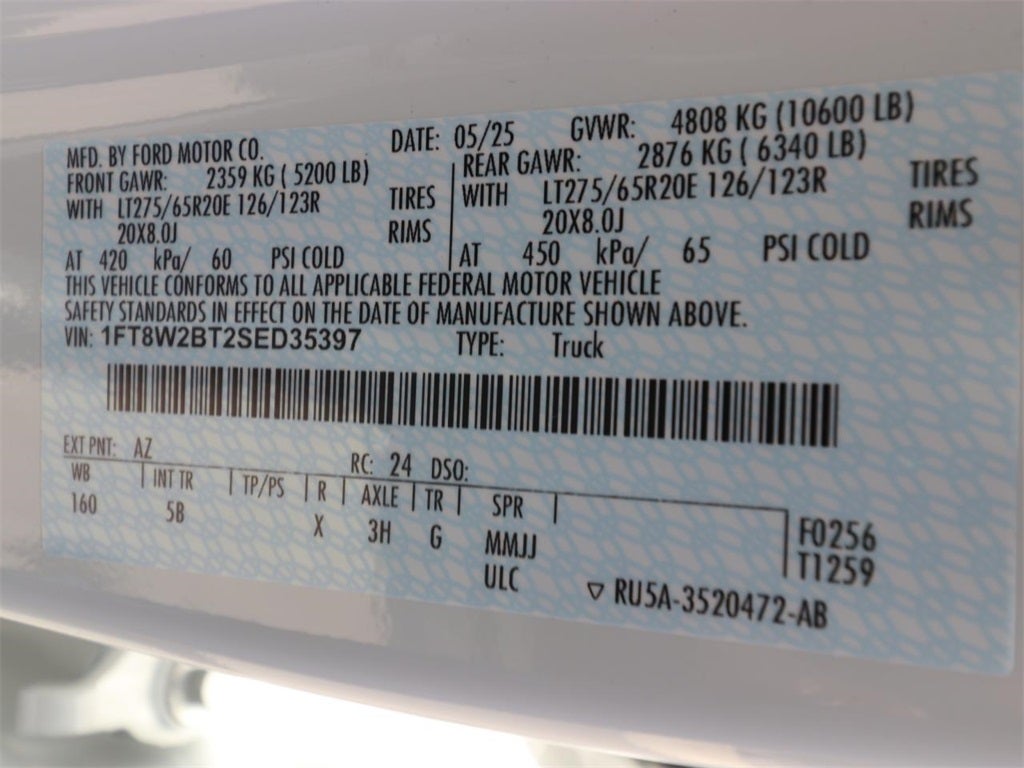 MFD. BY FORD MOTOR CO. DATE: 05/25 GVWR: 4808 KG (10600 LB)
FRONT GAWR: 2359 KG ( 5200 LB) REAR GAWR: 2876 KG ( 6340 LB)
WITH LT275/65R20E 126/123R TIRES WITH LT275/65R20E 126/123R TIRES
20X8.0J RIMS 20X8.0J RIMS
AT 420 kPa/ 60 PSI COLD AT 450 kPa/ 65 PSI COLD
THIS VEHICLE CONFORMS TO ALL APPLICABLE FEDERAL MOTOR VEHICLE
SAFETY STANDARDS IN EFFECT ON THE DATE OF MANUFACTURE SHOWN ABOVE.
VIN: 1FT8W2BT2SED35397 TYPE: Truck
EXT PNT: AZ RC: 24 DSO:
WB INT TR TP/PS R AXLE TR SPR
160 5B X 3H G MMJJ F0256
ULC T1259
▽ RU5A-3520472-AB